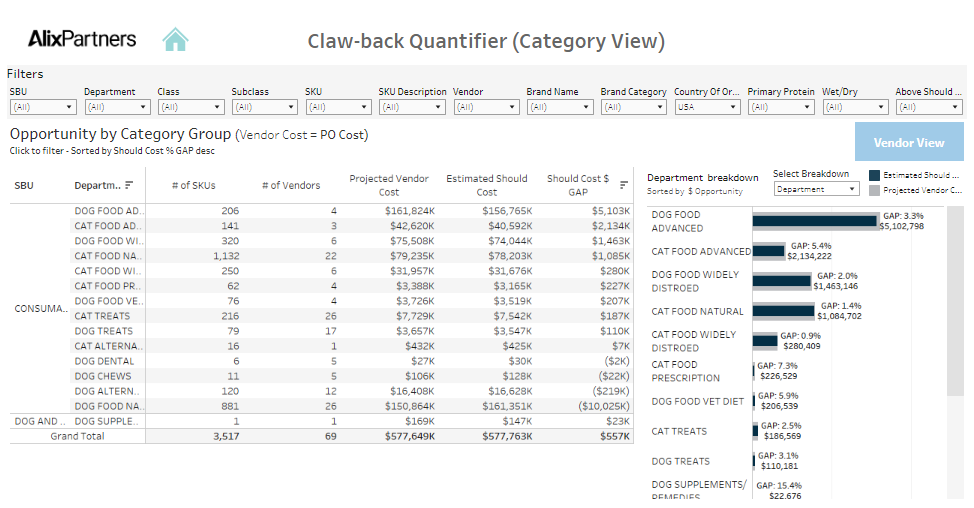 AlixPartners
Claw-back Quantifier (Category View)
Filters
SBU Department Class Subclass SKU SKU Description Vendor Brand Name Brand Category Country Of Or... Primary Protein Wet/Dry Above Should ...
(All) (All) (All) (All) (All) (All) (All) (All) (All) USA (All) (All) (All)
Opportunity by Category Group (Vendor Cost = PO Cost)
Click to filter - Sorted by Should Cost % GAP desc
Vendor View
SBU Departm.. # of SKUs # of Vendors Projected Vendor Cost Estimated Should Cost Should Cost $ GAP
CONSUMA..
DOG FOOD AD.. 206 4 $161,824K $156,765K $5,103K
CAT FOOD AD.. 141 3 $42,620K $40,592K $2,134K
DOG FOOD WI.. 320 6 $75,508K $74,044K $1,463K
CAT FOOD NA.. 1,132 22 $79,235K $78,203K $1,085K
CAT FOOD WI.. 250 6 $31,957K $31,676K $280K
CAT FOOD PR.. 62 4 $3,388K $3,165K $227K
DOG FOOD VE.. 76 4 $3,726K $3,519K $207K
CAT TREATS 216 26 $7,729K $7,542K $187K
DOG TREATS 79 17 $3,657K $3,547K $110K
CAT ALTERNA.. 16 1 $432K $425K $7K
DOG DENTAL 6 5 $27K $30K ($2K)
DOG CHEWS 11 5 $106K $128K ($22K)
DOG ALTERN.. 120 12 $16,408K $16,628K ($219K)
DOG FOOD NA.. 881 26 $150,864K $161,351K ($10,025K)
DOG AND .. DOG SUPPLE.. 1 1 $169K $147K $23K
Grand Total 3,517 69 $577,649K $577,763K $557K
Department breakdown
Sorted by $ Opportunity
Select Breakdown
Department
Estimated Should ...
Projected Vendor C...
DOG FOOD ADVANCED GAP: 3.3% $5,102,798
CAT FOOD ADVANCED GAP: 5.4% $2,134,222
DOG FOOD WIDELY DISTROED GAP: 2.0% $1,463,146
CAT FOOD NATURAL GAP: 1.4% $1,084,702
CAT FOOD WIDELY DISTROED GAP: 0.9% $280,409
CAT FOOD PRESCRIPTION GAP: 7.3% $226,529
DOG FOOD VET DIET GAP: 5.9% $206,539
CAT TREATS GAP: 2.5% $186,569
DOG TREATS GAP: 3.1% $110,181
DOG SUPPLEMENTS/ REMEDIES GAP: 15.4% $22,676